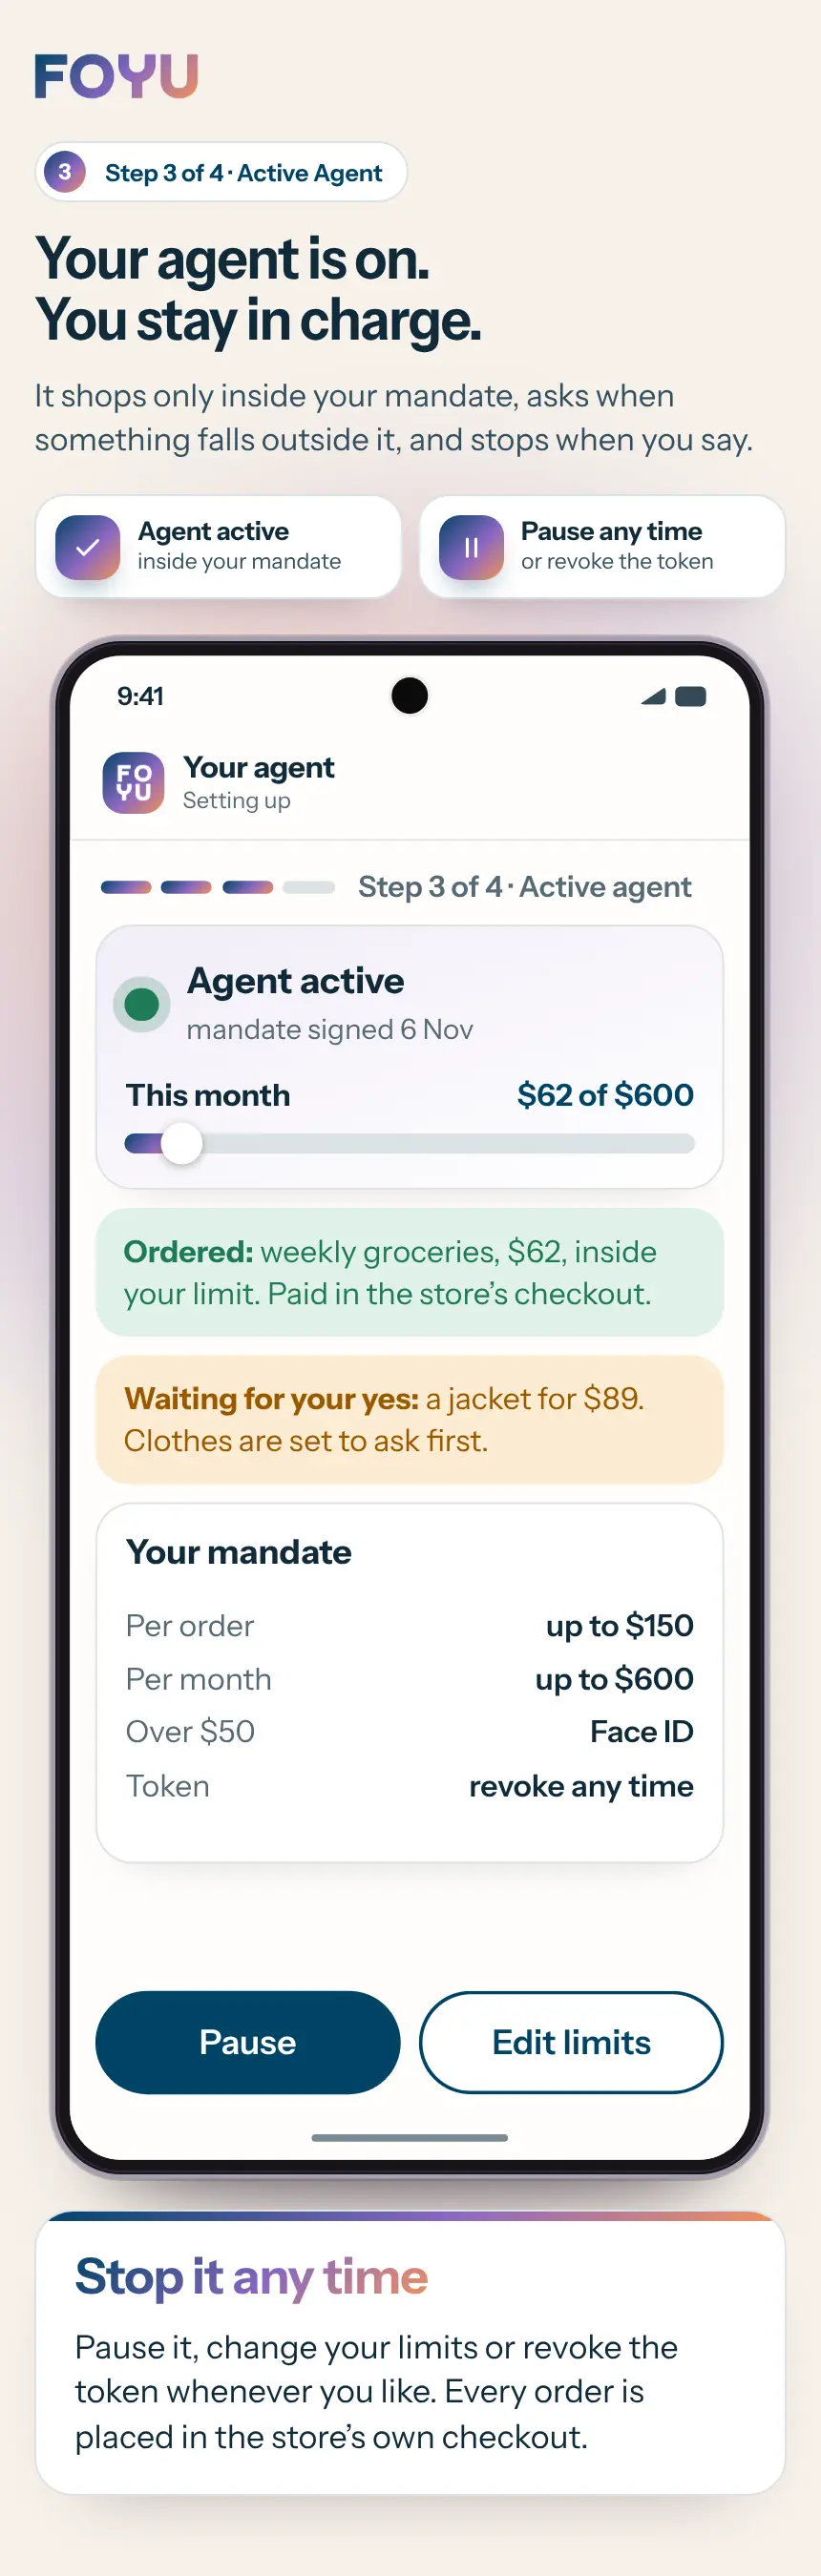 FOYU
3 Step 3 of 4 · Active Agent
Your agent is on.
You stay in charge.
It shops only inside your mandate, asks when
something falls outside it, and stops when you say.
Agent active
inside your mandate
Pause any time
or revoke the token
9:41
FO
YU
Your agent
Setting up
Step 3 of 4 · Active agent
Agent active
mandate signed 6 Nov
This month $62 of $600
Ordered: weekly groceries, $62, inside
your limit. Paid in the store’s checkout.
Waiting for your yes: a jacket for $89.
Clothes are set to ask first.
Your mandate
Per order up to $150
Per month up to $600
Over $50 Face ID
Token revoke any time
Pause
Edit limits
Stop it any time
Pause it, change your limits or revoke the
token whenever you like. Every order is
placed in the store’s own checkout.